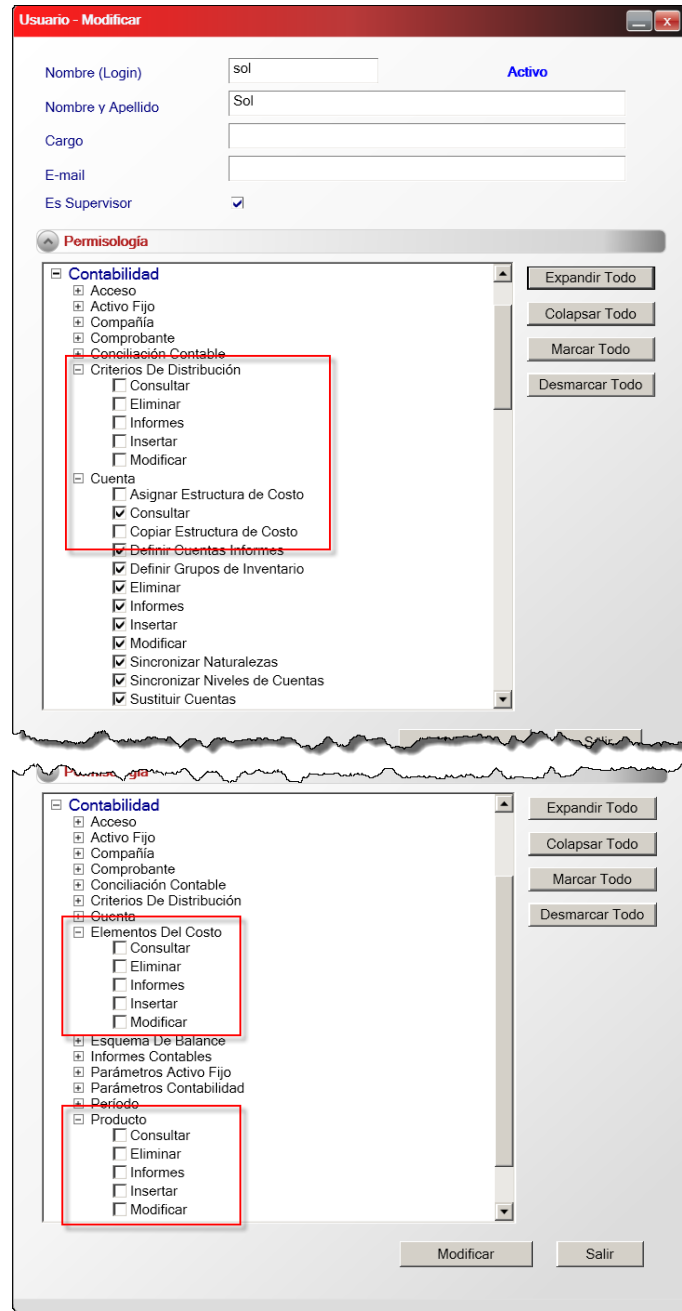 Usuario - Modificar
Nombre (Login) sol Activo
Nombre y Apellido Sol
Cargo
E-mail
Es Supervisor
Permisología
Contabilidad
Acceso
Activo Fijo
Compañía
Comprobante
Conciliación Contable
Criterios De Distribución
Consultar
Eliminar
Informes
Insertar
Modificar
Cuenta
Asignar Estructura de Costo
Consultar
Copiar Estructura de Costo
Definir Cuentas Informes
Definir Grupos de Inventario
Eliminar
Informes
Insertar
Modificar
Sincronizar Naturalezas
Sincronizar Niveles de Cuentas
Sustituir Cuentas
Expandir Todo
Colapsar Todo
Marcar Todo
Desmarcar Todo
Salir
Permisología
Contabilidad
Acceso
Activo Fijo
Compañía
Comprobante
Conciliación Contable
Criterios De Distribución
Cuenta
Elementos Del Costo
Consultar
Eliminar
Informes
Insertar
Modificar
Esquema De Balance
Informes Contables
Parámetros Activo Fijo
Parámetros Contabilidad
Período
Producto
Consultar
Eliminar
Informes
Insertar
Modificar
Expandir Todo
Colapsar Todo
Marcar Todo
Desmarcar Todo
Modificar Salir